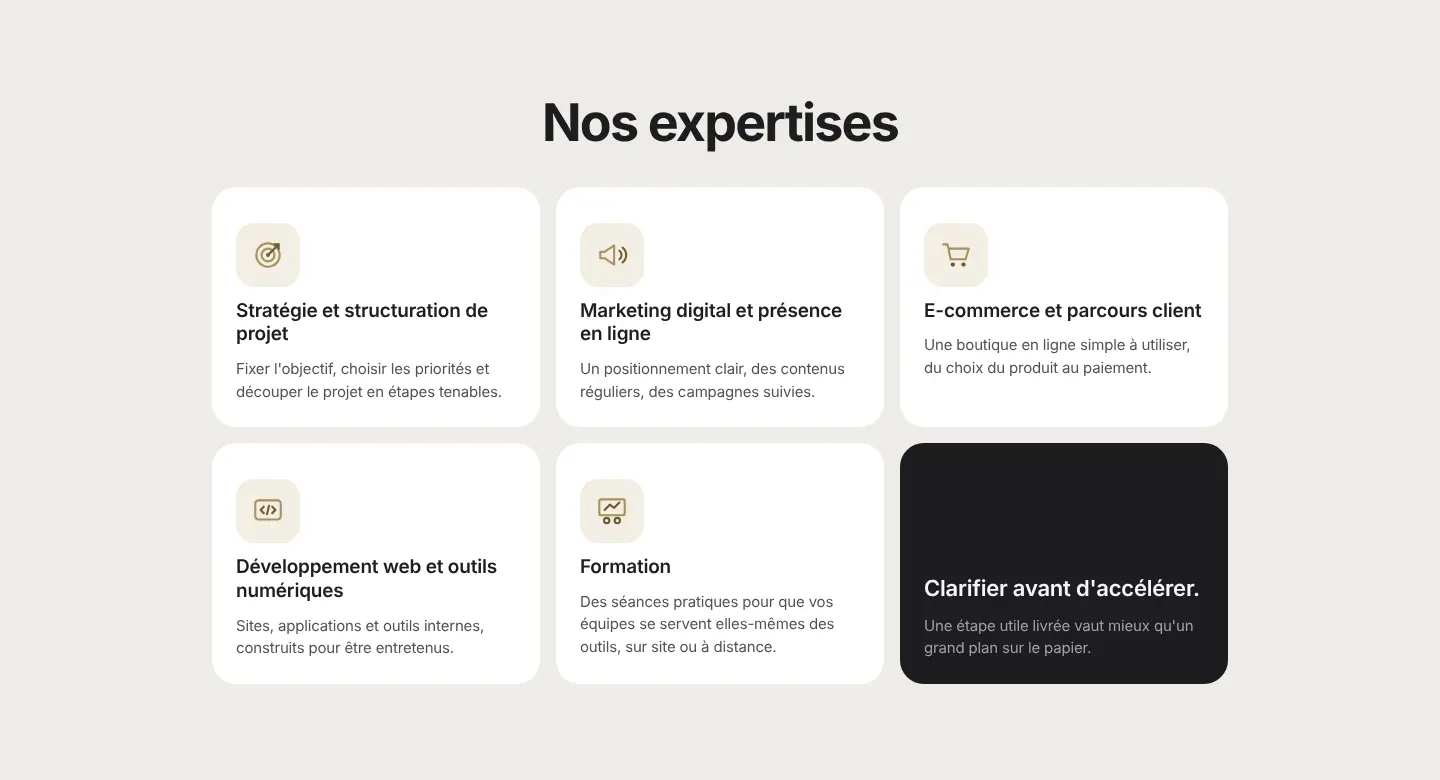 Nos expertises
Stratégie et structuration de
projet
Fixer l'objectif, choisir les priorités et
découper le projet en étapes tenables.
Marketing digital et présence
en ligne
Un positionnement clair, des contenus
réguliers, des campagnes suivies.
E-commerce et parcours client
Une boutique en ligne simple à utiliser,
du choix du produit au paiement.
Développement web et outils
numériques
Sites, applications et outils internes,
construits pour être entretenus.
Formation
Des séances pratiques pour que vos
équipes se servent elles-mêmes des
outils, sur site ou à distance.
Clarifier avant d'accélérer.
Une étape utile livrée vaut mieux qu'un
grand plan sur le papier.